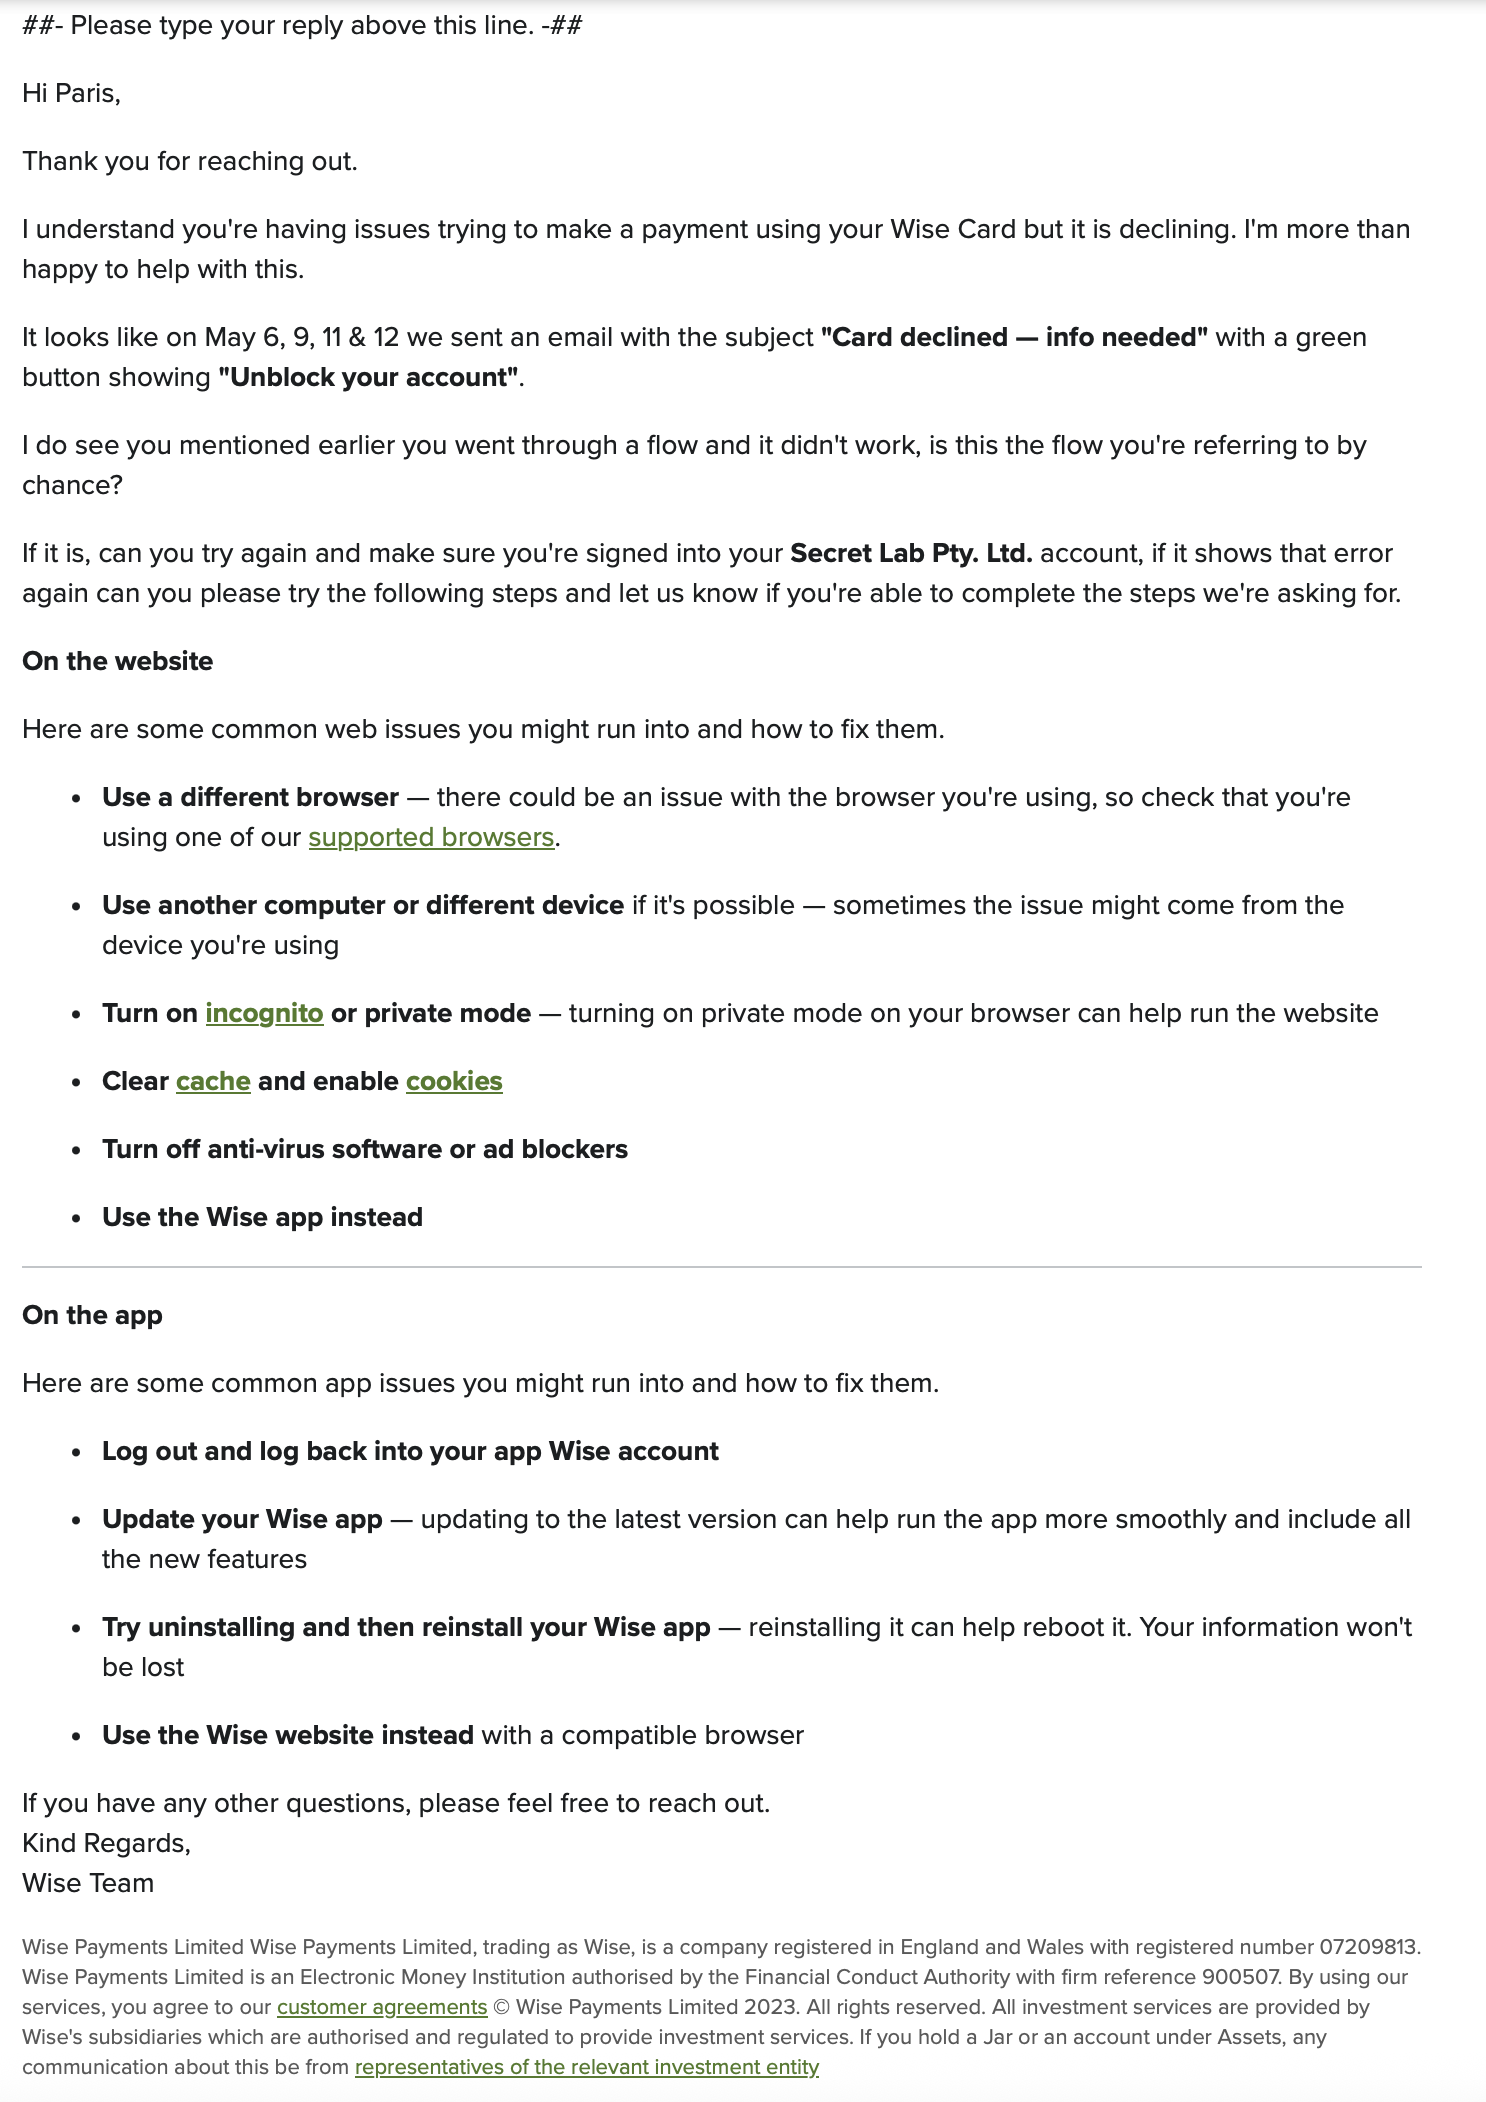 ##- Please type your reply above this line. -##
Hi Paris,
Thank you for reaching out.
I understand you're having issues trying to make a payment using your Wise Card but it is declining. I'm more than
happy to help with this.
It looks like on May 6, 9, 11 & 12 we sent an email with the subject "Card declined — info needed" with a green
button showing "Unblock your account".
I do see you mentioned earlier you went through a flow and it didn't work, is this the flow you're referring to by
chance?
If it is, can you try again and make sure you're signed into your Secret Lab Pty. Ltd. account, if it shows that error
again can you please try the following steps and let us know if you're able to complete the steps we're asking for.
On the website
Here are some common web issues you might run into and how to fix them.
• Use a different browser — there could be an issue with the browser you're using, so check that you're
using one of our supported browsers.
• Use another computer or different device if it's possible — sometimes the issue might come from the
device you're using
• Turn on incognito or private mode — turning on private mode on your browser can help run the website
• Clear cache and enable cookies
• Turn off anti-virus software or ad blockers
• Use the Wise app instead
On the app
Here are some common app issues you might run into and how to fix them.
• Log out and log back into your app Wise account
• Update your Wise app — updating to the latest version can help run the app more smoothly and include all
the new features
• Try uninstalling and then reinstall your Wise app — reinstalling it can help reboot it. Your information won't
be lost
• Use the Wise website instead with a compatible browser
If you have any other questions, please feel free to reach out.
Kind Regards,
Wise Team
Wise Payments Limited Wise Payments Limited, trading as Wise, is a company registered in England and Wales with registered number 07209813.
Wise Payments Limited is an Electronic Money Institution authorised by the Financial Conduct Authority with firm reference 900507. By using our
services, you agree to our customer agreements © Wise Payments Limited 2023. All rights reserved. All investment services are provided by
Wise's subsidiaries which are authorised and regulated to provide investment services. If you hold a Jar or an account under Assets, any
communication about this be from representatives of the relevant investment entity